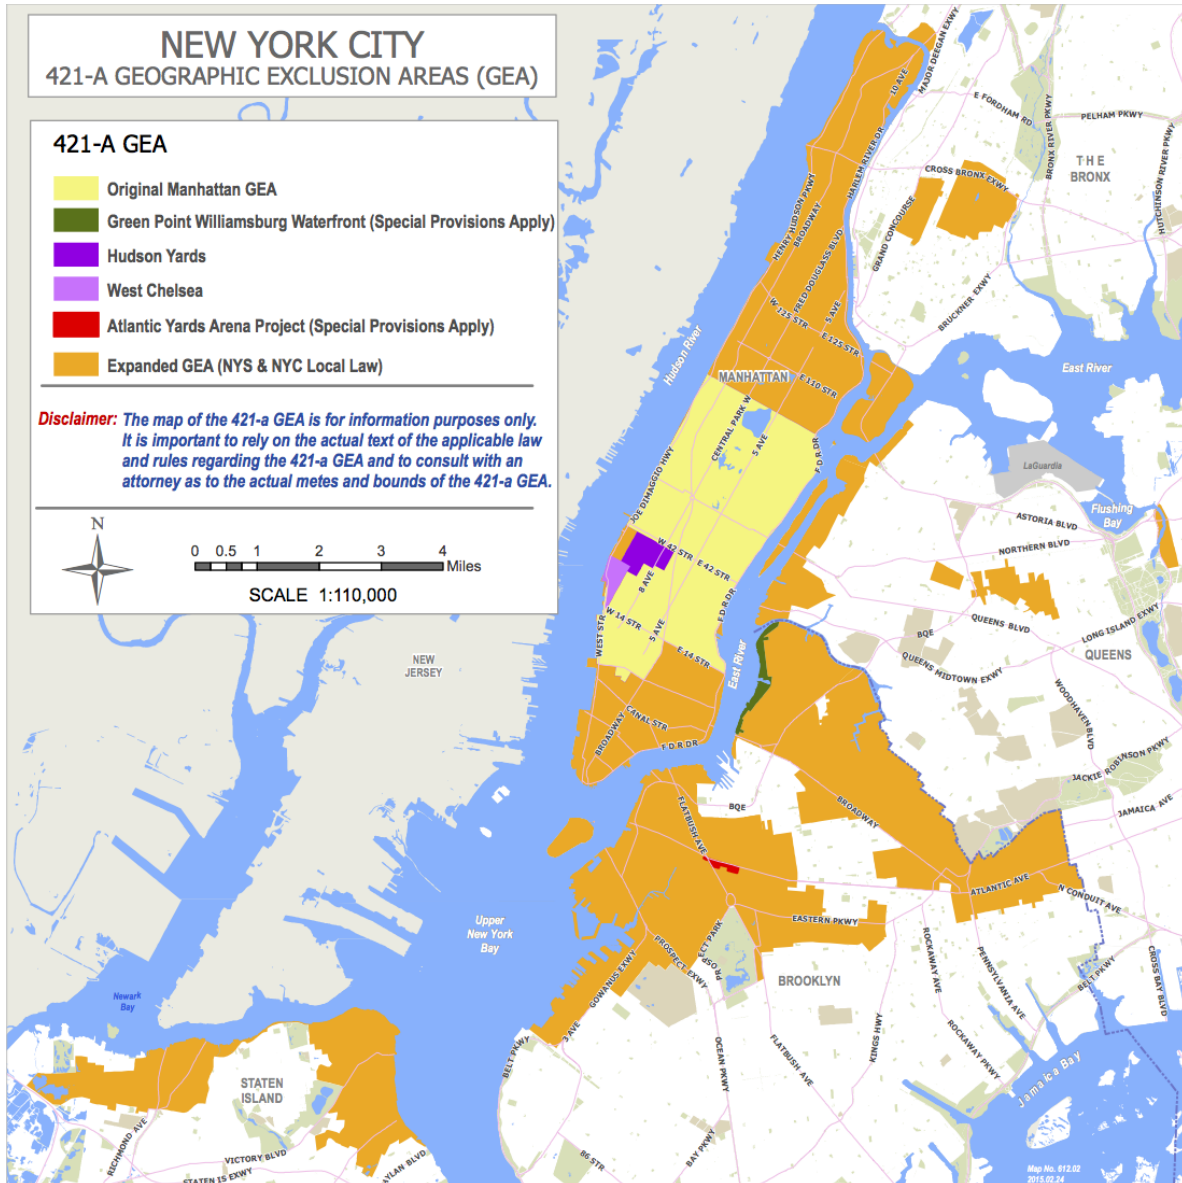 NEW YORK CITY
421-A GEOGRAPHIC EXCLUSION AREAS (GEA)
421-A GEA
Original Manhattan GEA
Green Point Williamsburg Waterfront (Special Provisions Apply)
Hudson Yards
West Chelsea
Atlantic Yards Arena Project (Special Provisions Apply)
Expanded GEA (NYS & NYC Local Law)
Disclaimer: The map of the 421-a GEA is for information purposes only.
It is important to rely on the actual text of the applicable law
and rules regarding the 421-a GEA and to consult with an
attorney as to the actual metes and bounds of the 421-a GEA.
N
0 0.5 1 2 3 4 Miles
SCALE 1:110,000
MAJOR DEEGAN EXWY
10 AVE
E FORDHAM RD
BRONX RIVER PKWY
PELHAM PKWY
HUTCHINSON RIVER PKWY
THE
BRONX
HARLEM RIVER DR
CROSS BRONX EXWY
HENRY HUDSON PKWY
BROADWAY
GRAND CONCOURSE
FRED DOUGLASS BLVD
5 AVE
BRUCKNER EXWY
W 125 STR
E 125 STR
Hudson River
East River
MANHATTAN
E 110 STR
CENTRAL PARK W
5 AVE
F D R DR
JOE DIMAGGIO HWY
LaGuardia
Flushing
Bay
ASTORIA BLVD
NORTHERN BLVD
W 42 STR
E 42 STR
8 AVE
F D R DR
W 14 STR
5 AVE
WEST STR
E 14 STR
East River
QUEENS BLVD
LONG ISLAND EXWY
BQE
QUEENS
QUEENS MIDTOWN EXWY
WOODHAVEN BLVD
NEW
JERSEY
BROADWAY
CANAL STR
F D R DR
JACKIE ROBINSON PKWY
JAMAICA AVE
BQE
FLATBUSH AVE
BROADWAY
ATLANTIC AVE
N CONDUIT AVE
EASTERN PKWY
Upper
New York
Bay
PROSPECT PARK
PROSPECT EXWY
GOWANUS EXWY
BROOKLYN
ROCKAWAY AVE
PENNSYLVANIA AVE
BELT PKWY
CROSS BAY BLVD
Newark
Bay
3 AVE
BELT PKWY
OCEAN PKWY
FLATBUSH AVE
KINGS HWY
ROCKAWAY PKWY
Jamaica Bay
STATEN
ISLAND
RICHMOND AVE
VICTORY BLVD
STATEN IS EXWY
YLAN BLVD
86 STR
BAY PKWY
Map No. 612.02
2015.02.24